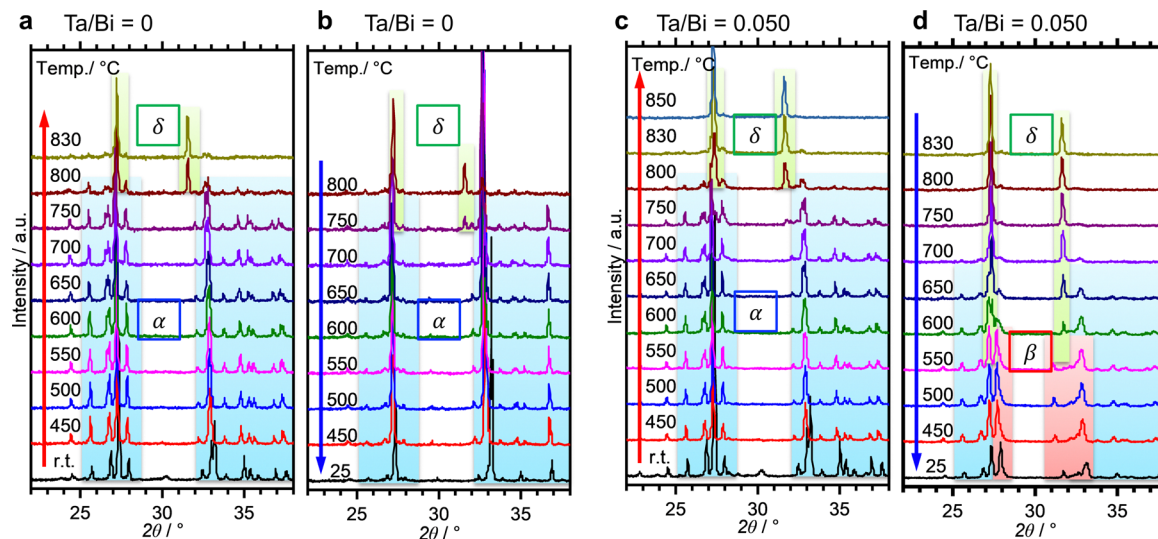 a Ta/Bi = 0
Temp./ °C
830
800
750
700
650
600
550
500
450
r.t.
δ
α
Intensity / a.u.
25 30 35
2θ / °
b Ta/Bi = 0
Temp./ °C
800
750
700
650
600
550
500
450
25
δ
α
25 30 35
2θ / °
c Ta/Bi = 0.050
Temp./ °C
850
830
800
750
700
650
600
550
500
450
r.t.
δ
α
Intensity / a.u.
25 30 35
2θ / °
d Ta/Bi = 0.050
Temp./ °C
830
800
750
700
650
600
550
500
450
25
δ
β
25 30 35
2θ / °